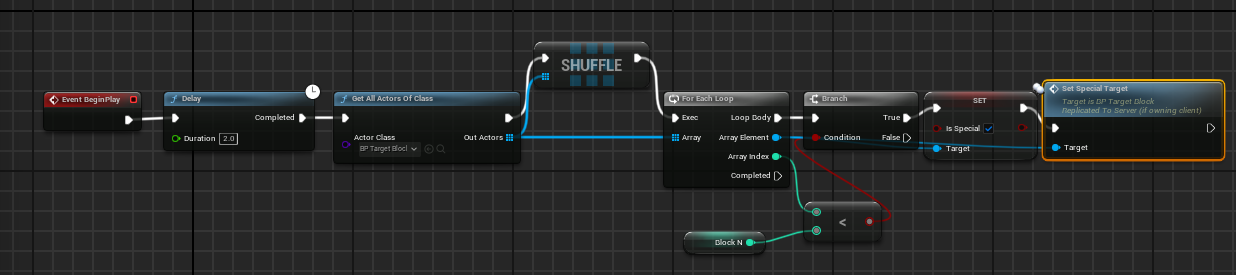 Event BeginPlay
Delay
Completed
Duration 2.0
Get All Actors Of Class
Actor Class
BP Target Blocl
Out Actors
SHUFFLE
For Each Loop
Exec
Loop Body
Array
Array Element
Array Index
Completed
Branch
True
Condition
False
SET
Is Special
Target
Set Special Target
Target is BP Target Block
Replicated To Server (if owning client)
Target
Block N
<